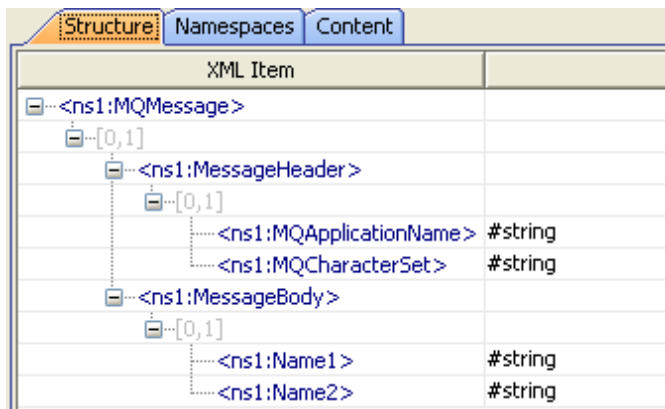 Structure Namespaces Content
XML Item
<ns1:MQMessage>
[0,1]
<ns1:MessageHeader>
[0,1]
<ns1:MQApplicationName> #string
<ns1:MQCharacterSet> #string
<ns1:MessageBody>
[0,1]
<ns1:Name1> #string
<ns1:Name2> #string